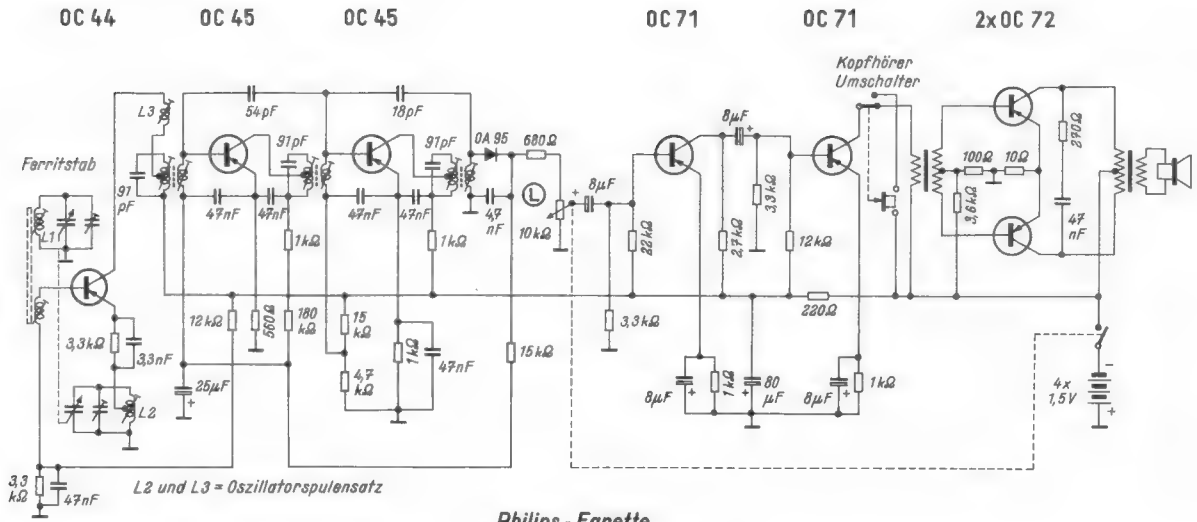 OC 44
OC 45
OC 45
OC 71
OC 71
2x OC 72
Kopfhörer
Umschalter
L3
54pF
18pF
91pF
91pF
0A 95
680Ω
8µF
270Ω
Ferritstab
91
pF
L1
47nF
47nF
47nF
47nF
4,7
nF
L
10kΩ
8µF
100Ω
10Ω
3,6kΩ
47
nF
1kΩ
1kΩ
22kΩ
2,7kΩ
3,9kΩ
12kΩ
220Ω
3,3kΩ
3,3nF
12kΩ
560Ω
180
kΩ
15
kΩ
4,7
kΩ
1kΩ
47nF
15kΩ
3,3kΩ
25µF
+
L2
8µF
+
1kΩ
80
µF
+
8µF
+
1kΩ
4x
1,5V
−
+
3,3
kΩ
47nF
L2 und L3 = Oszillatorspulensatz
Philips - Fanette